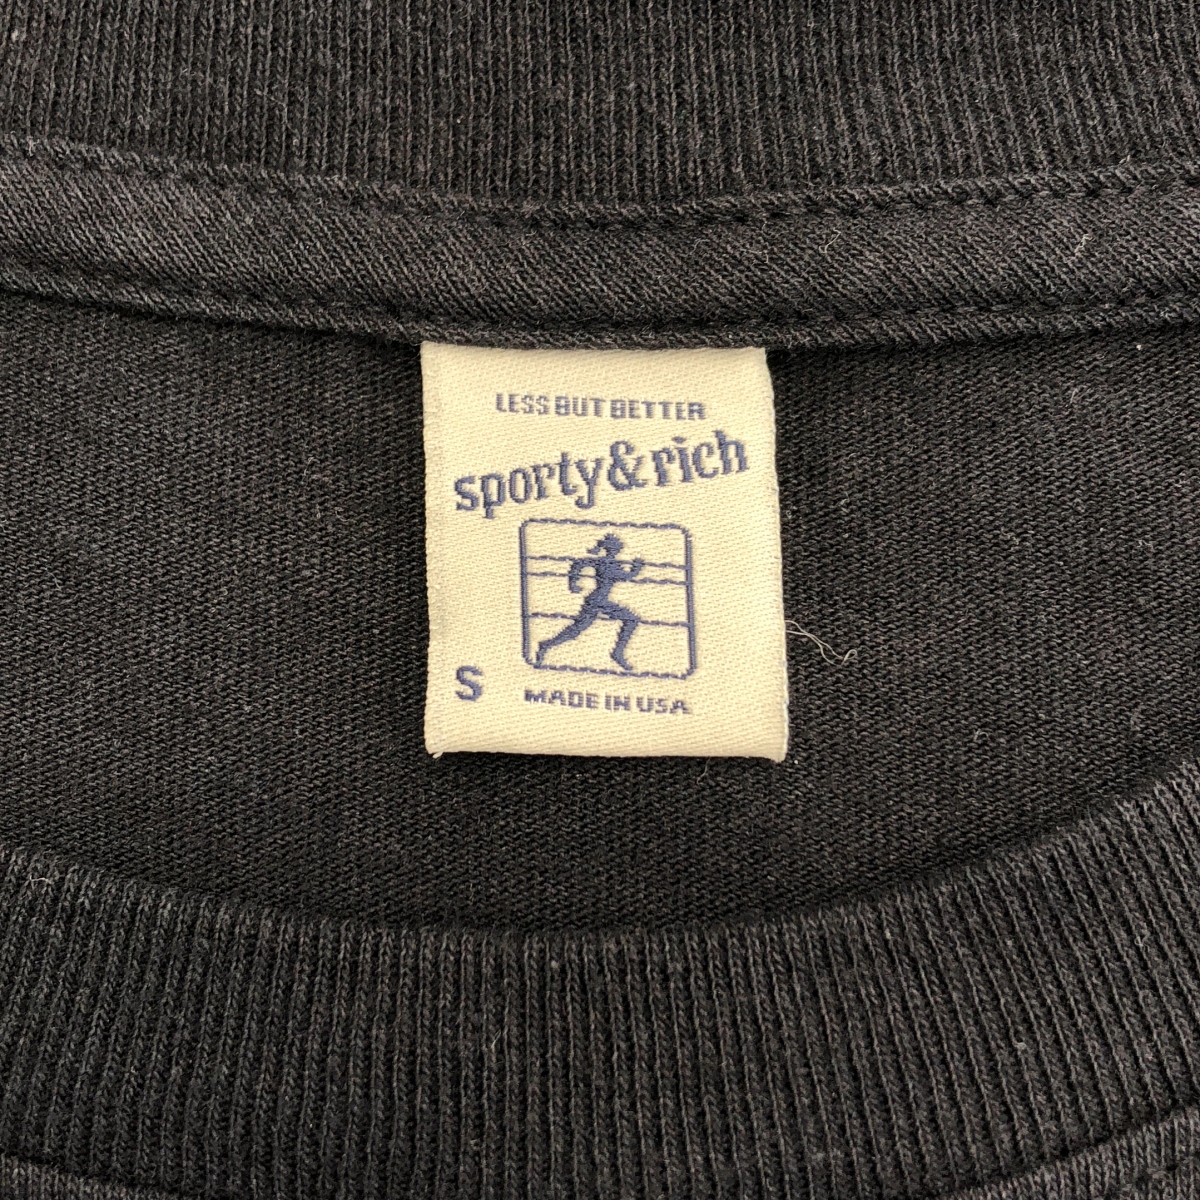 LESS BUT BETTER
sporty & rich
S
MADE IN USA